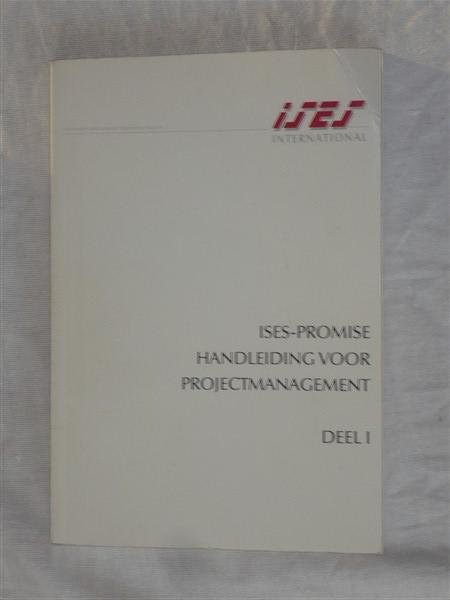 ISES
INTERNATIONAL
ISES-PROMISE
HANDLEIDING VOOR
PROJECTMANAGEMENT
DEEL I